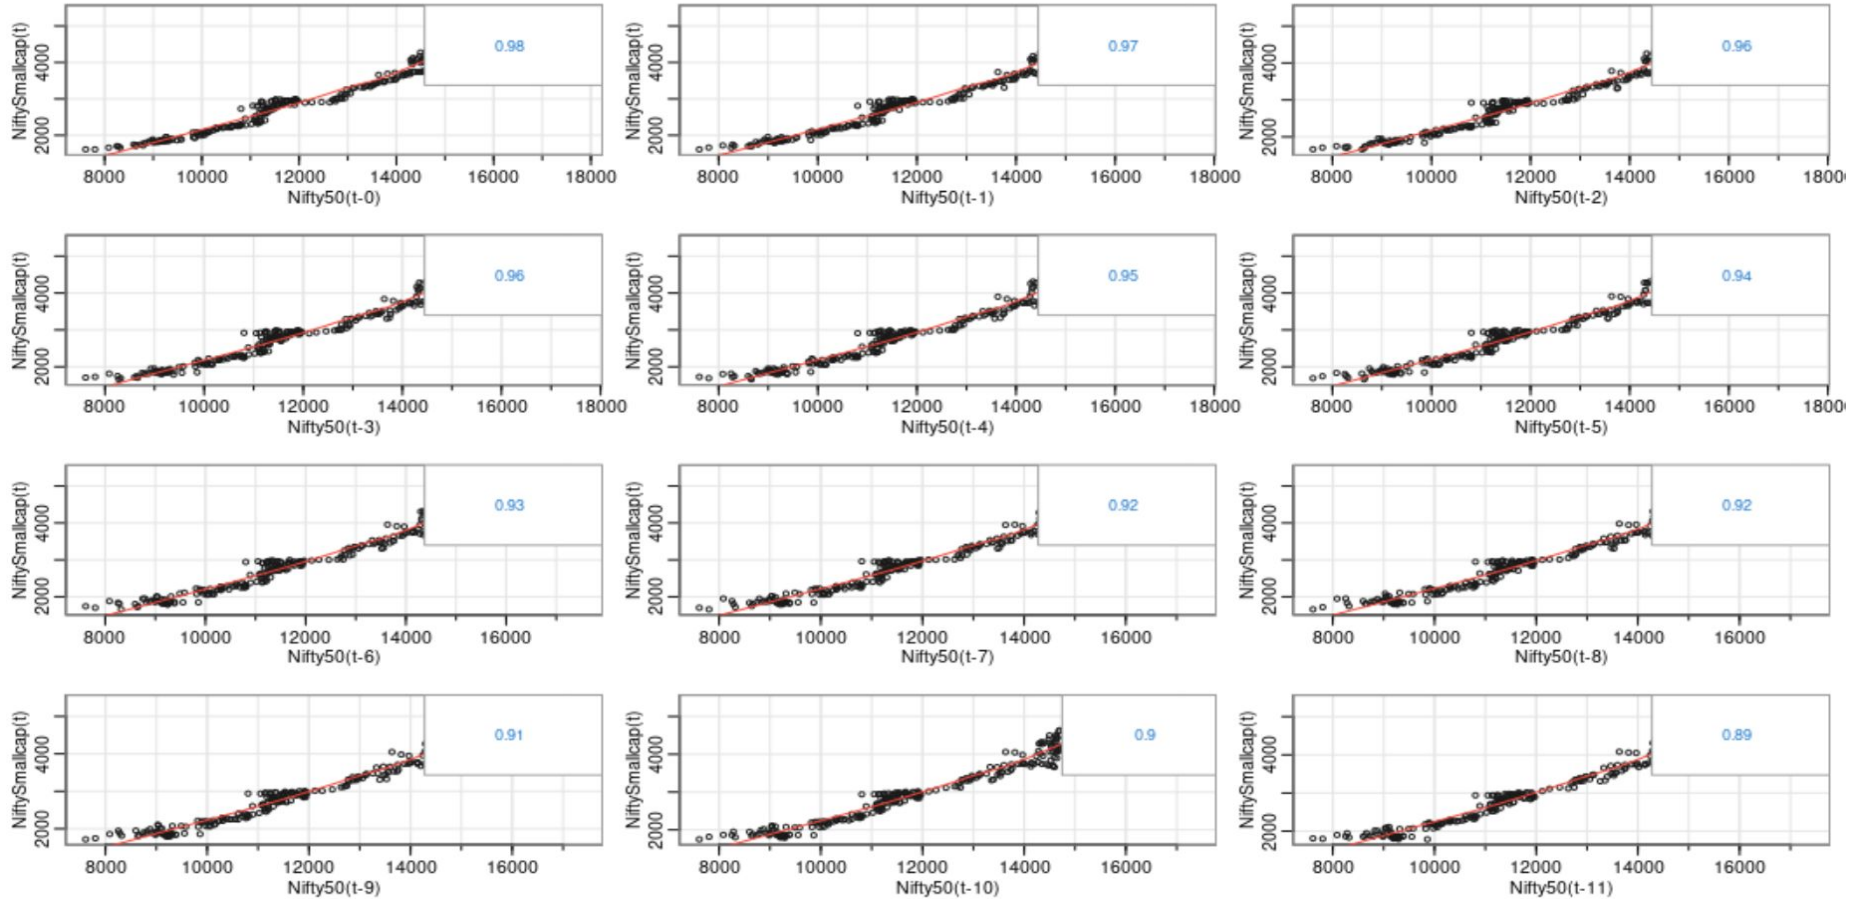 NiftySmallcap(t) 2000 4000 0.98 NiftySmallcap(t) 2000 4000 0.97 NiftySmallcap(t) 2000 4000 0.96
8000 10000 12000 14000 16000 18000 8000 10000 12000 14000 16000 18000 8000 10000 12000 14000 16000 1800
Nifty50(t-0) Nifty50(t-1) Nifty50(t-2)
NiftySmallcap(t) 2000 4000 0.96 NiftySmallcap(t) 2000 4000 0.95 NiftySmallcap(t) 2000 4000 0.94
8000 10000 12000 14000 16000 18000 8000 10000 12000 14000 16000 18000 8000 10000 12000 14000 16000 1800
Nifty50(t-3) Nifty50(t-4) Nifty50(t-5)
NiftySmallcap(t) 2000 4000 0.93 NiftySmallcap(t) 2000 4000 0.92 NiftySmallcap(t) 2000 4000 0.92
8000 10000 12000 14000 16000 8000 10000 12000 14000 16000 8000 10000 12000 14000 16000
Nifty50(t-6) Nifty50(t-7) Nifty50(t-8)
NiftySmallcap(t) 2000 4000 0.91 NiftySmallcap(t) 2000 4000 0.9 NiftySmallcap(t) 2000 4000 0.89
8000 10000 12000 14000 16000 8000 10000 12000 14000 16000 8000 10000 12000 14000 16000
Nifty50(t-9) Nifty50(t-10) Nifty50(t-11)